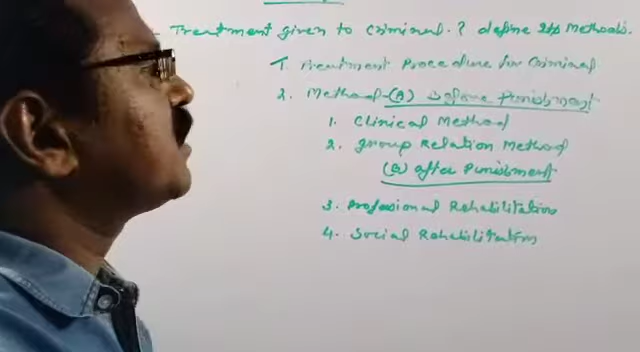 Treatment given to Criminal. ? define its Methods.
1. Treatment Procedure for Criminal
2. Method - (A) Before Punishment
1. Clinical Method
2. group Relation Method
(B) after Punishment
3. Professional Rehabilitation
4. Social Rehabilitation